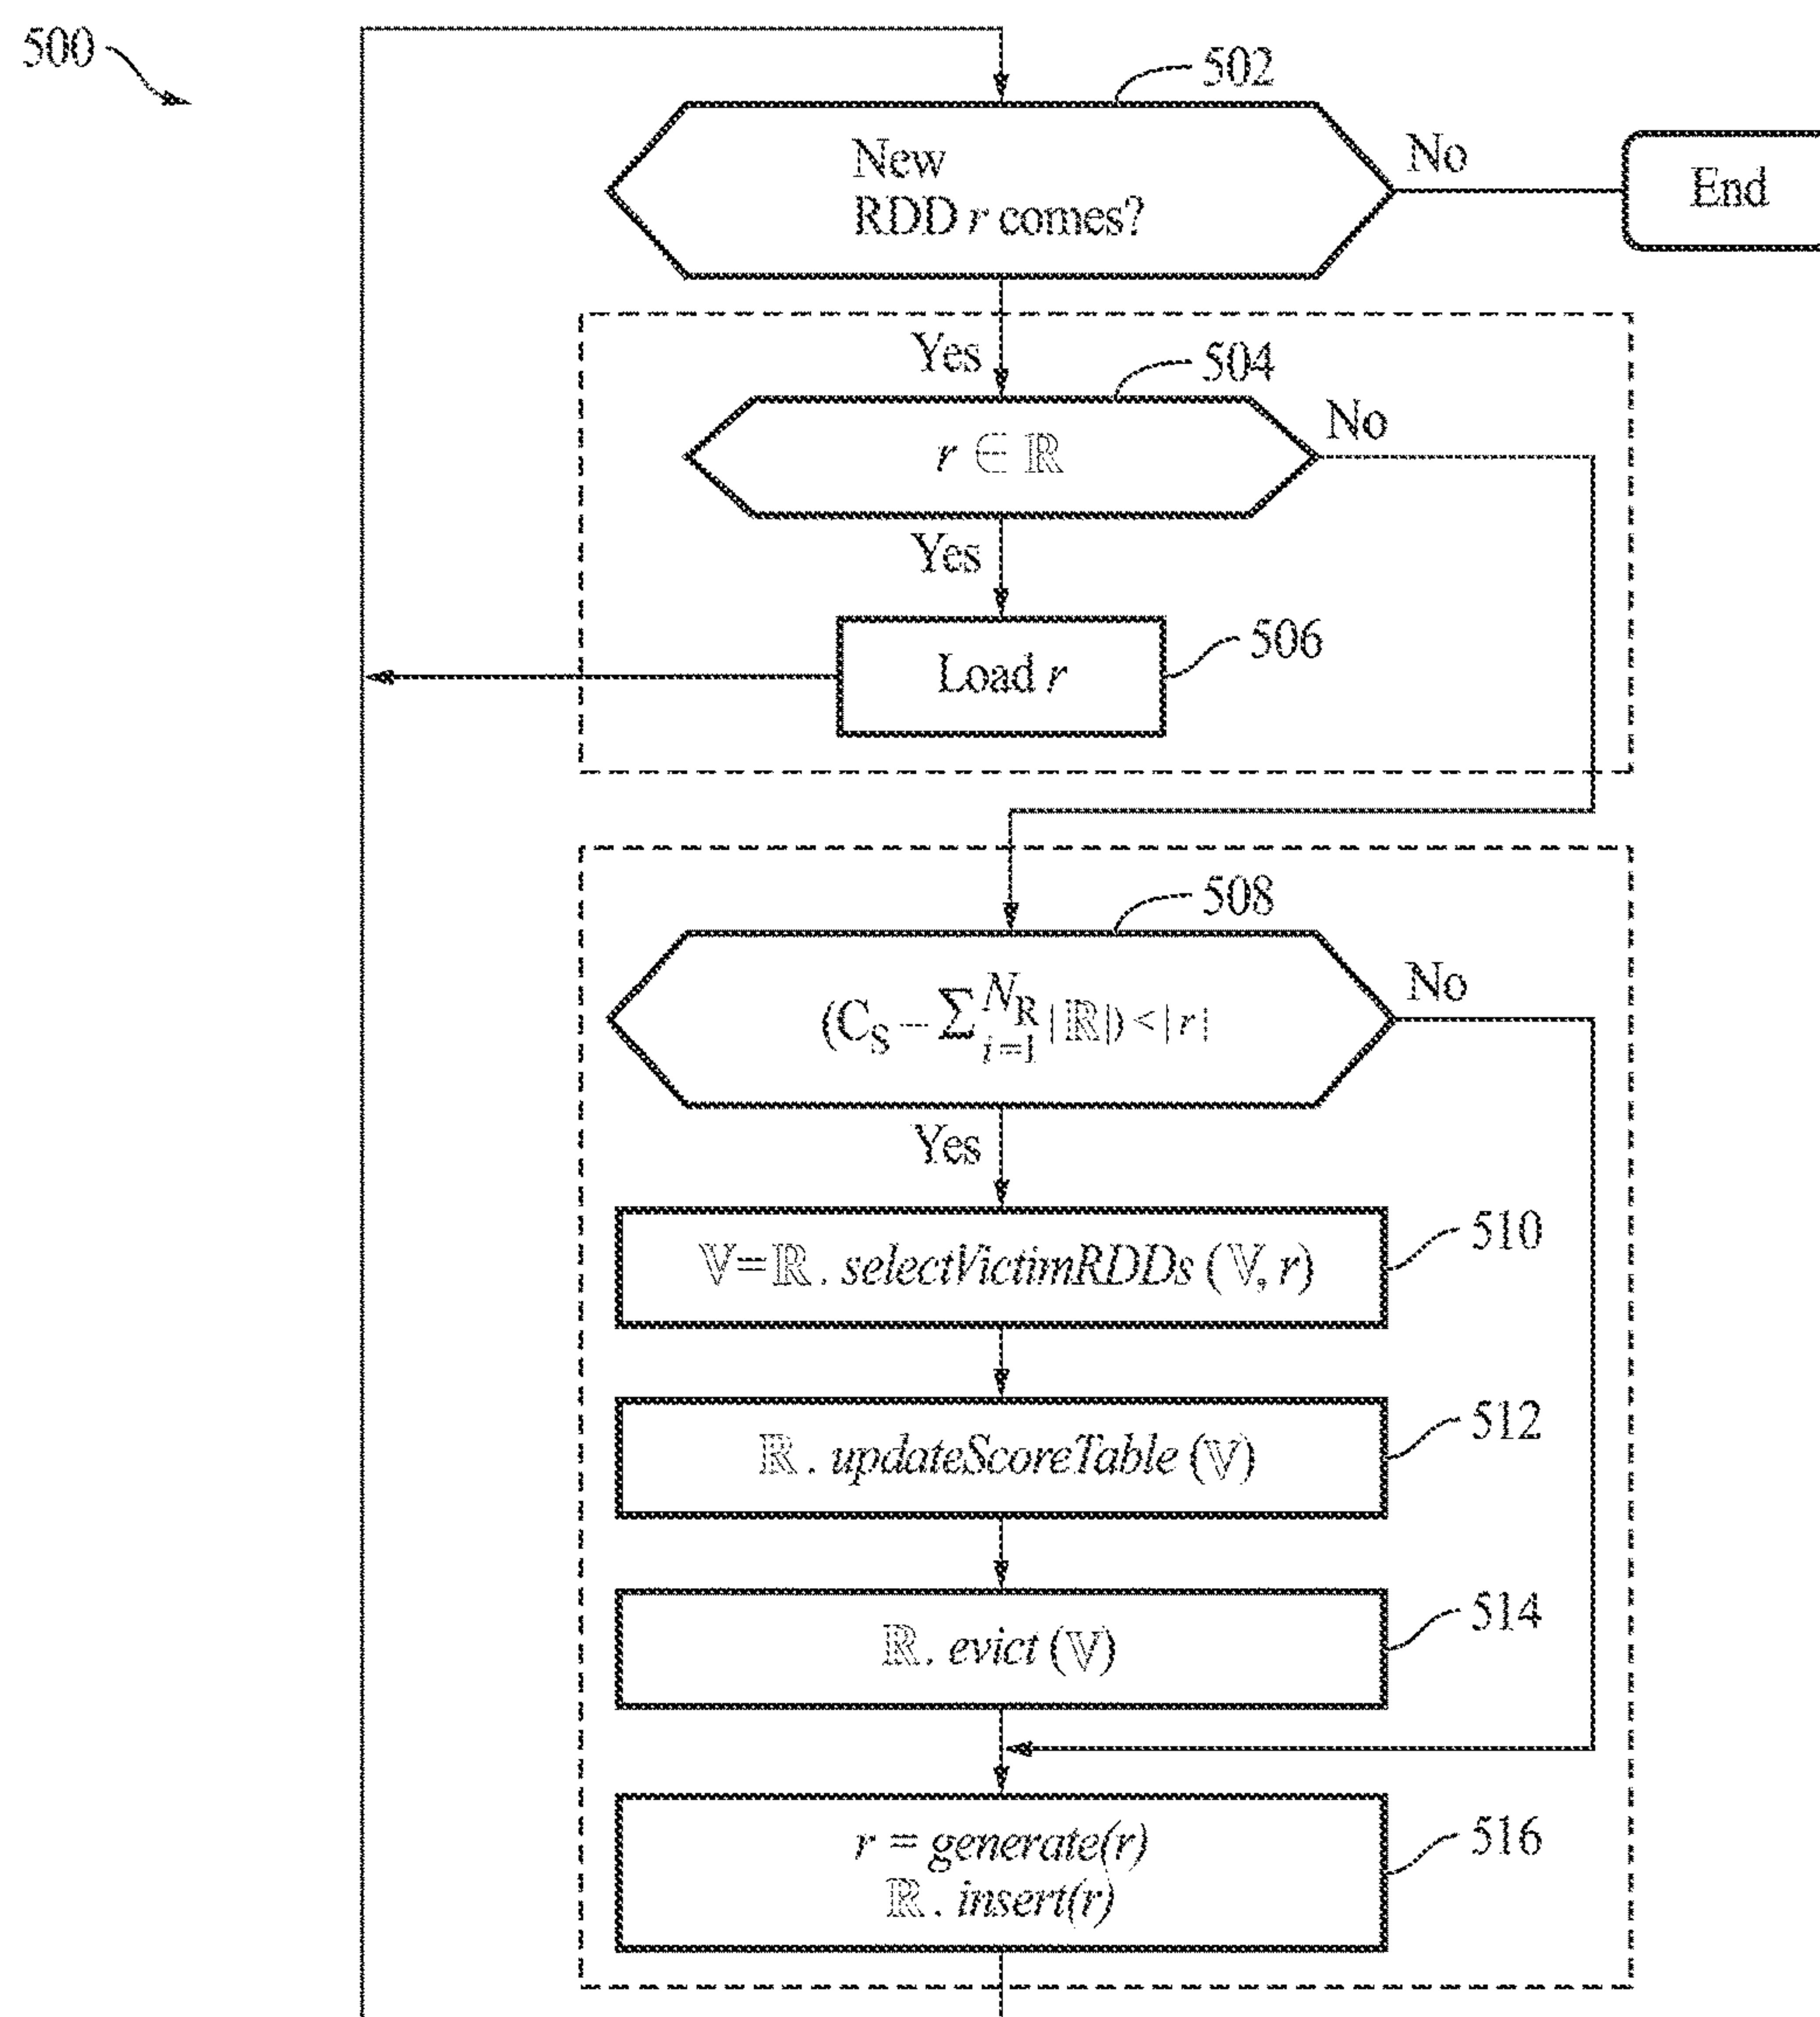 500
502
New
RDD r comes?
No
End
Yes
504
r ∈ ℝ
No
Yes
506
Load r
508
(C_S – Σ_{i=1}^{N_R} |ℝ|) < |r|
No
Yes
510
𝕍=ℝ. selectVictimRDDs (𝕍, r)
512
ℝ. updateScoreTable (𝕍)
514
ℝ. evict (𝕍)
516
r = generate(r)
ℝ. insert(r)